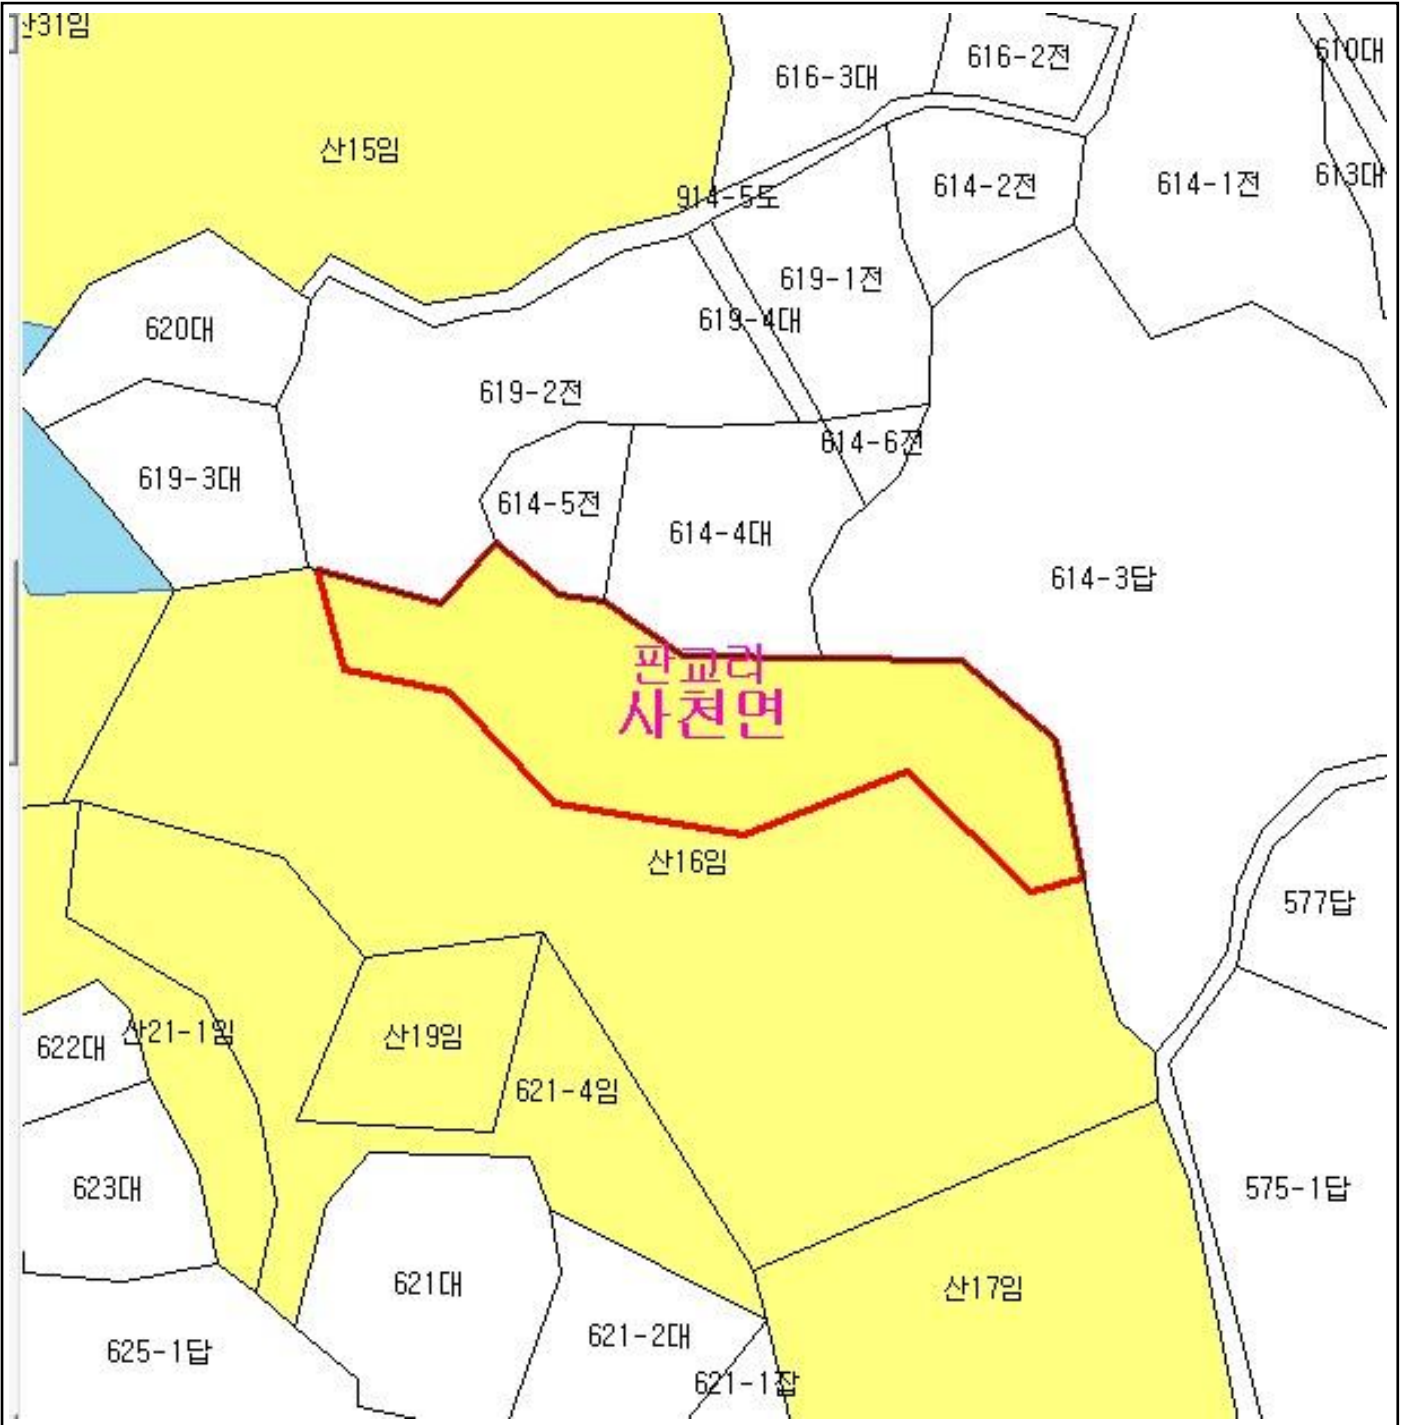 산31임
616-3대
616-2전
610대
산15임
914-5도
614-2전
614-1전
613대
619-1전
619-4대
620대
619-2전
614-6전
619-3대
614-5전
614-4대
614-3답
판교리
사천면
산16임
577답
622대
산21-1임
산19임
621-4임
623대
575-1답
621대
산17임
625-1답
621-2대
621-1잡